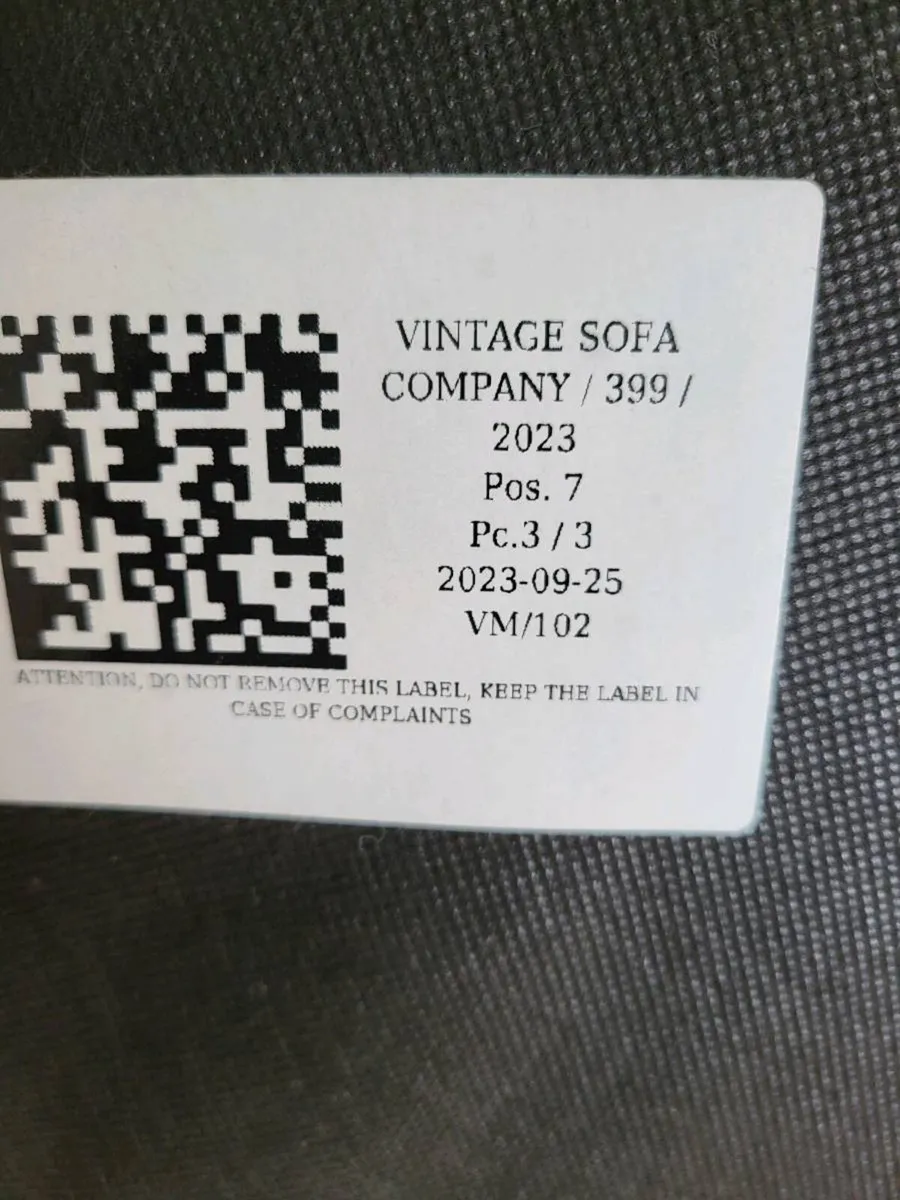 VINTAGE SOFA
COMPANY / 399 /
2023
Pos. 7
Pc.3 / 3
2023-09-25
VM/102
ATTENTION, DO NOT REMOVE THIS LABEL, KEEP THE LABEL IN
CASE OF COMPLAINTS